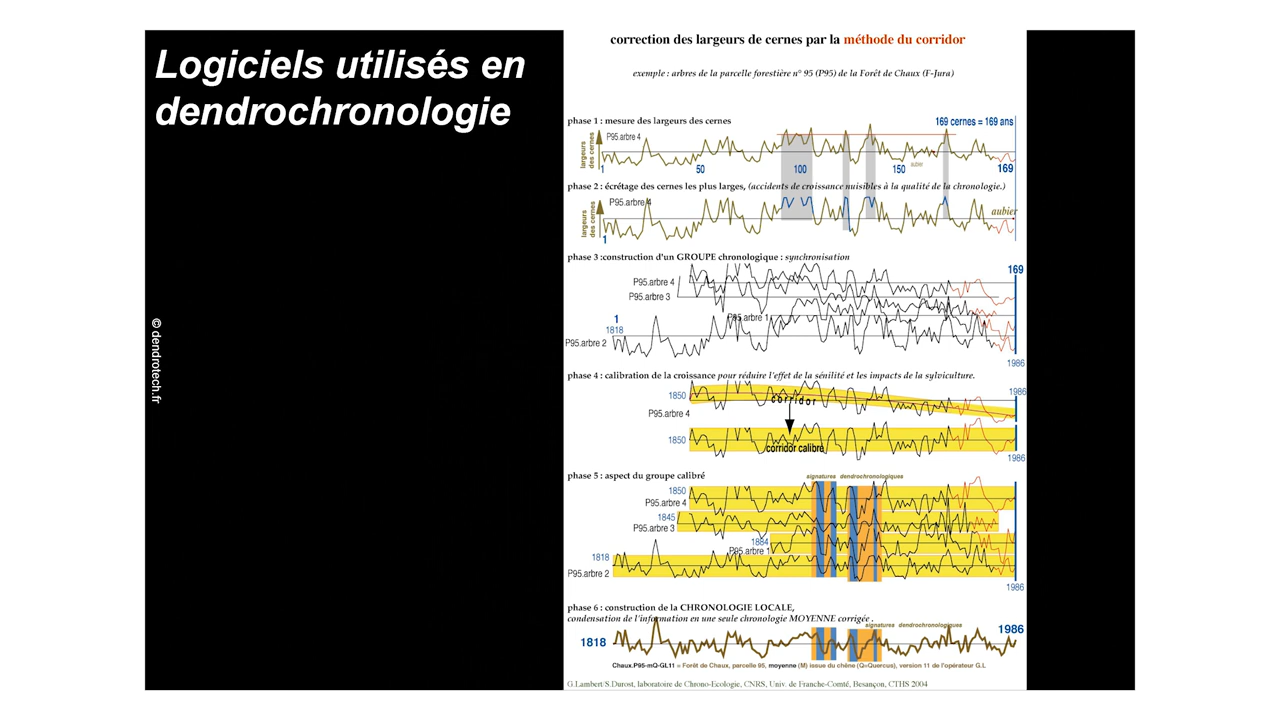 Logiciels utilisés en
dendrochronologie
© dendrotech.fr
correction des largeurs de cernes par la méthode du corridor
exemple : arbres de la parcelle forestière n° 95 (P95) de la Forêt de Chaux (F-Jura)
phase 1 : mesure des largeurs des cernes
169 cernes = 169 ans
largeurs des cernes
P95.arbre 4
1 50 100 150 169
aubier
phase 2 : écrêtage des cernes les plus larges, (accidents de croissance nuisibles à la qualité de la chronologie.)
largeurs des cernes
P95.arbre 4
aubier
1
phase 3 :construction d'un GROUPE chronologique : synchronisation
169
P95.arbre 4
P95.arbre 3
P95.arbre 1
1
1818
P95.arbre 2
1986
phase 4 : calibration de la croissance pour réduire l'effet de la sénilité et les impacts de la sylviculture.
1986
1850
corridor
P95.arbre 4
1850
corridor calibré
1986
phase 5 : aspect du groupe calibré
signatures dendrochronologiques
1850
P95.arbre 4
1845
P95.arbre 3
1884
P95.arbre 1
1818
P95.arbre 2
1986
phase 6 : construction de la CHRONOLOGIE LOCALE,
condensation de l'information en une seule chronologie MOYENNE corrigée .
signatures dendrochronologiques
1818
1986
Chaux.P95-mQ-GL11 = Forêt de Chaux, parcelle 95, moyenne (M) issue du chêne (Q=Quercus), version 11 de l'opérateur G.L
G.Lambert/S.Durost, laboratoire de Chrono-Ecologie, CNRS, Univ. de Franche-Comté, Besançon, CTHS 2004